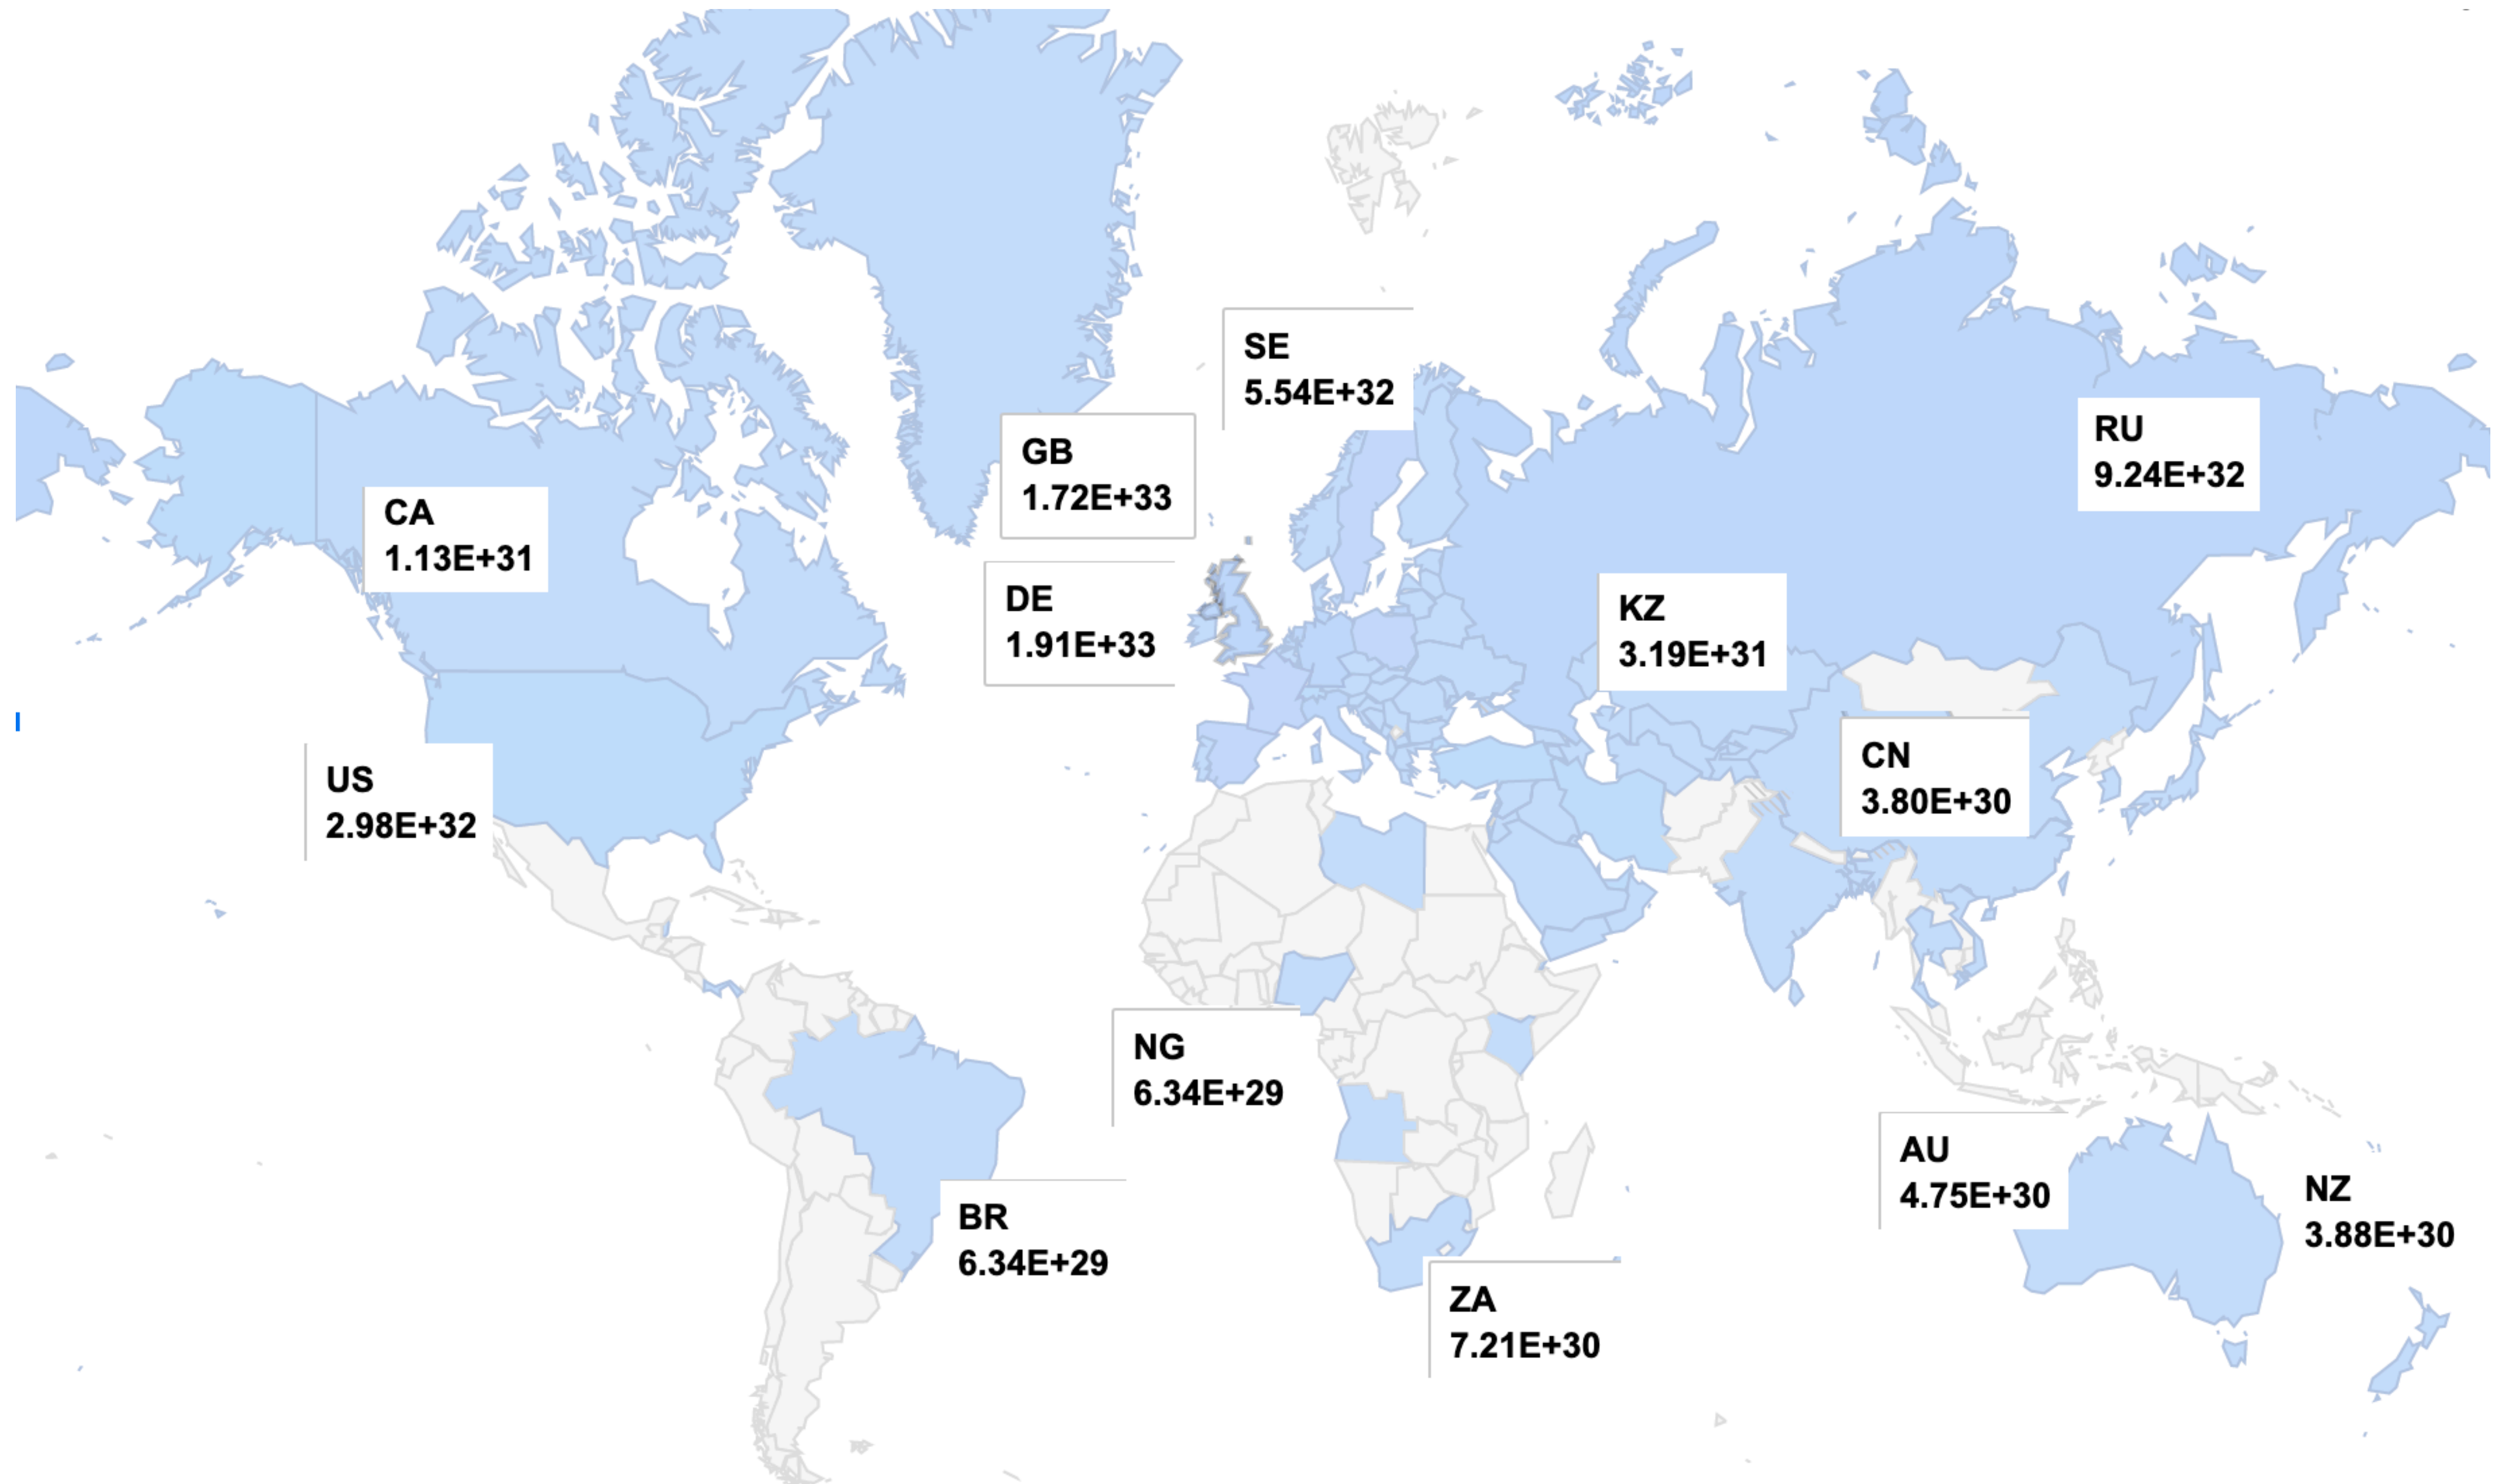 SE
5.54E+32
GB
1.72E+33
RU
9.24E+32
CA
1.13E+31
DE
1.91E+33
KZ
3.19E+31
US
2.98E+32
CN
3.80E+30
NG
6.34E+29
AU
4.75E+30
NZ
3.88E+30
BR
6.34E+29
ZA
7.21E+30